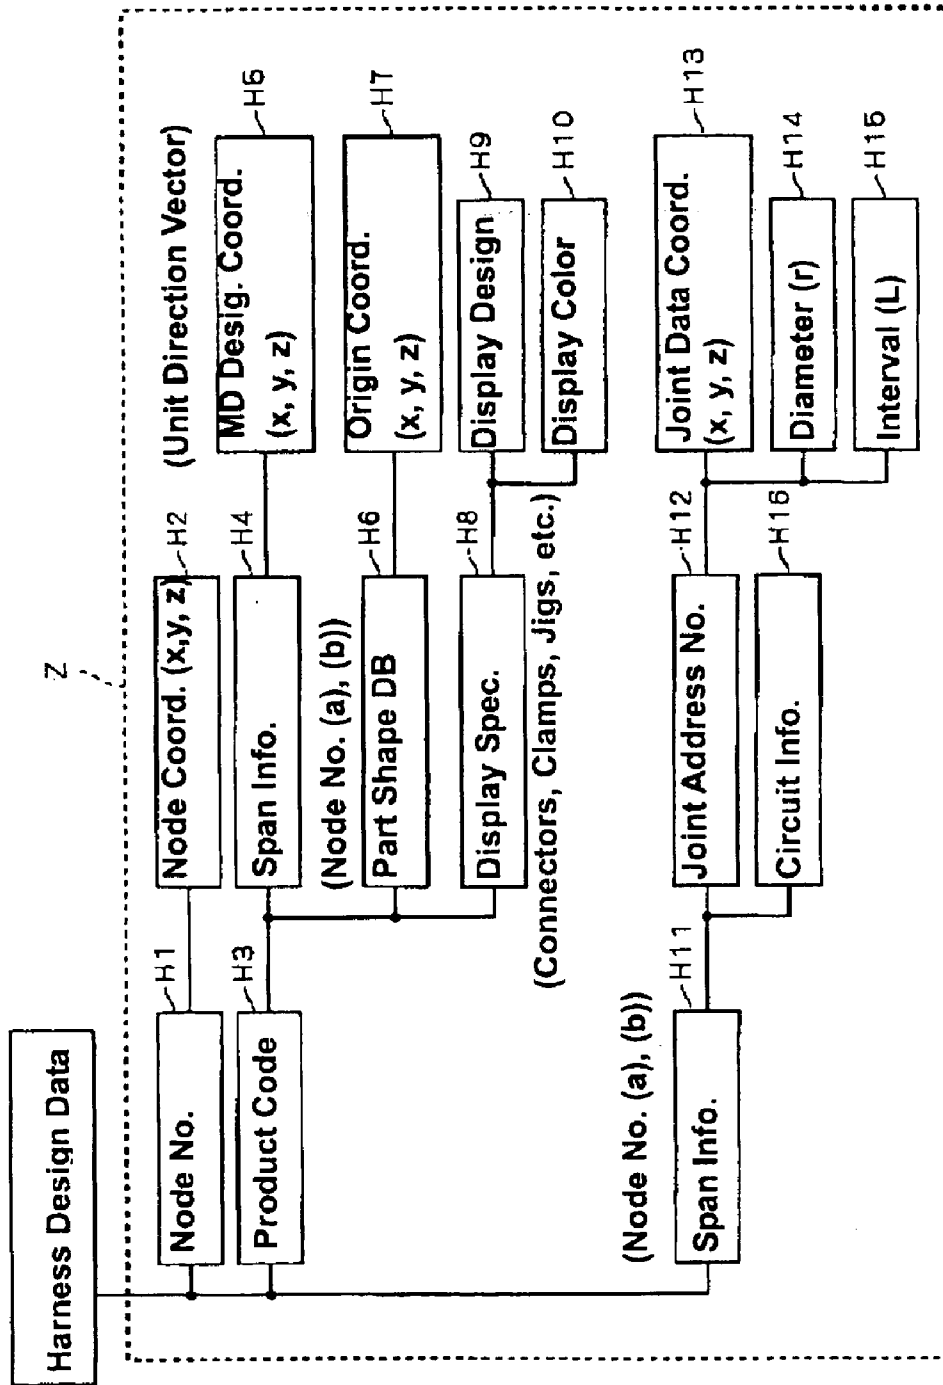 Harness Design Data
Z
Node No.
H1
Node Coord. (x,y, z)
H2
Product Code
H3
Span Info.
H4
(Unit Direction Vector)
MD Desig. Coord.
(x, y, z)
H5
(Node No. (a), (b))
Part Shape DB
H6
Origin Coord.
(x, y, z)
H7
Display Spec.
H8
(Connectors, Clamps, Jigs, etc.)
Display Design
H9
Display Color
H10
(Node No. (a), (b))
Span Info.
H11
Joint Address No.
H12
Joint Data Coord.
(x, y, z)
H13
Diameter (r)
H14
Interval (L)
H15
Circuit Info.
H16